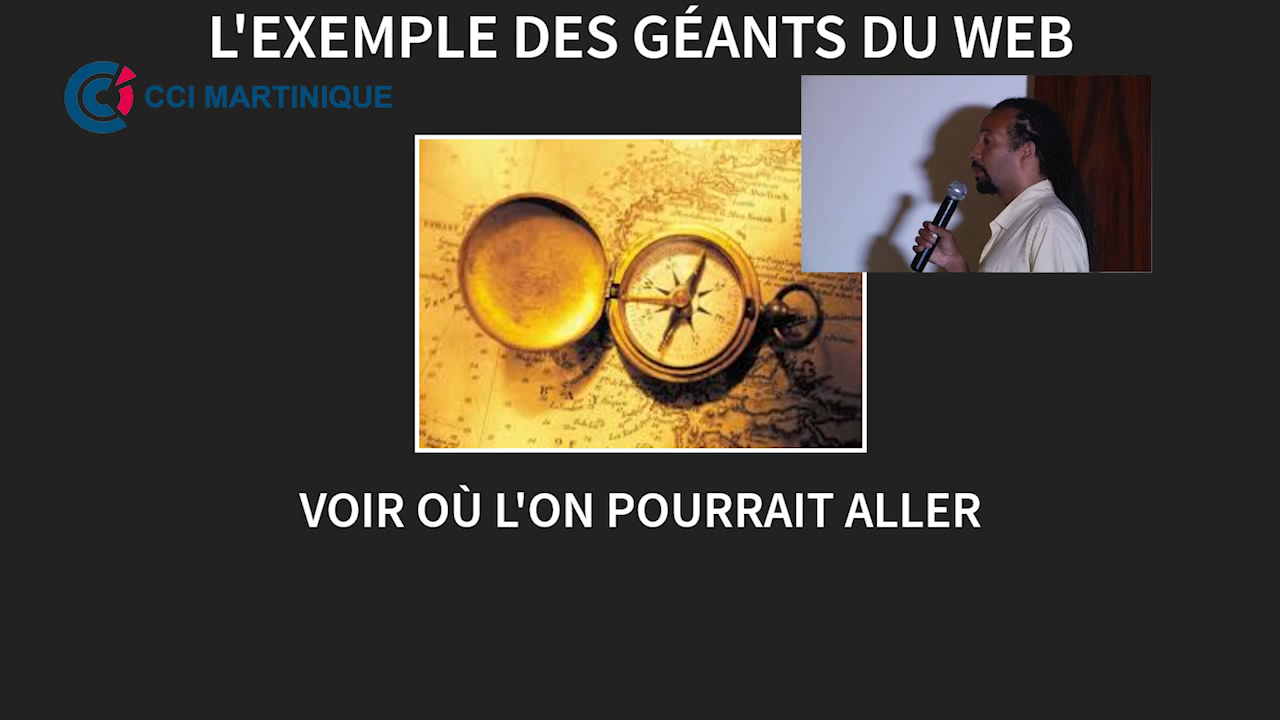 L'EXEMPLE DES GÉANTS DU WEB
CCI MARTINIQUE
VOIR OÙ L'ON POURRAIT ALLER